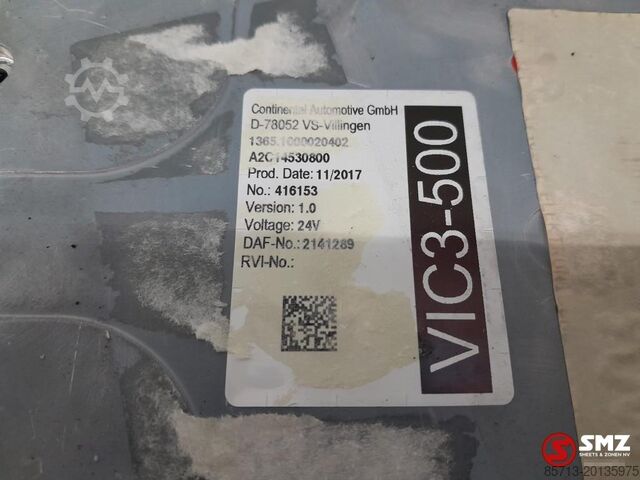 Continental Automotive GmbH
D-78052 VS-Villingen
1365.1000020402
A2C14530800
Prod. Date: 11/2017
No.: 416153
Version: 1.0
Voltage: 24V
DAF-No.: 2141289
RVI-No.:
VIC3-500
SMZ
SHEETS & ZONEN NV
85713-20135975